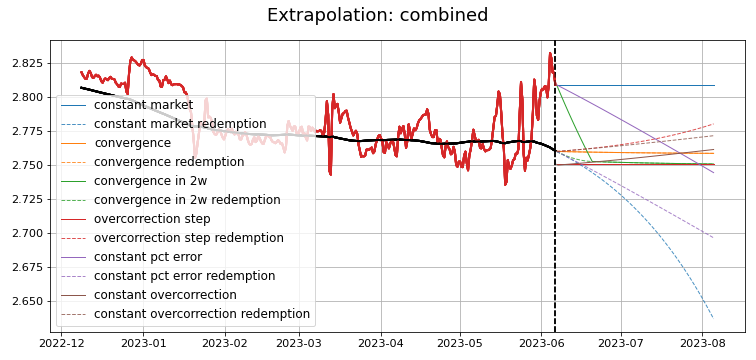 Extrapolation: combined
2.825
2.800
2.775
2.750
2.725
2.700
2.675
2.650
constant market
constant market redemption
convergence
convergence redemption
convergence in 2w
convergence in 2w redemption
overcorrection step
overcorrection step redemption
constant pct error
constant pct error redemption
constant overcorrection
constant overcorrection redemption
2022-12 2023-01 2023-02 2023-03 2023-04 2023-05 2023-06 2023-07 2023-08